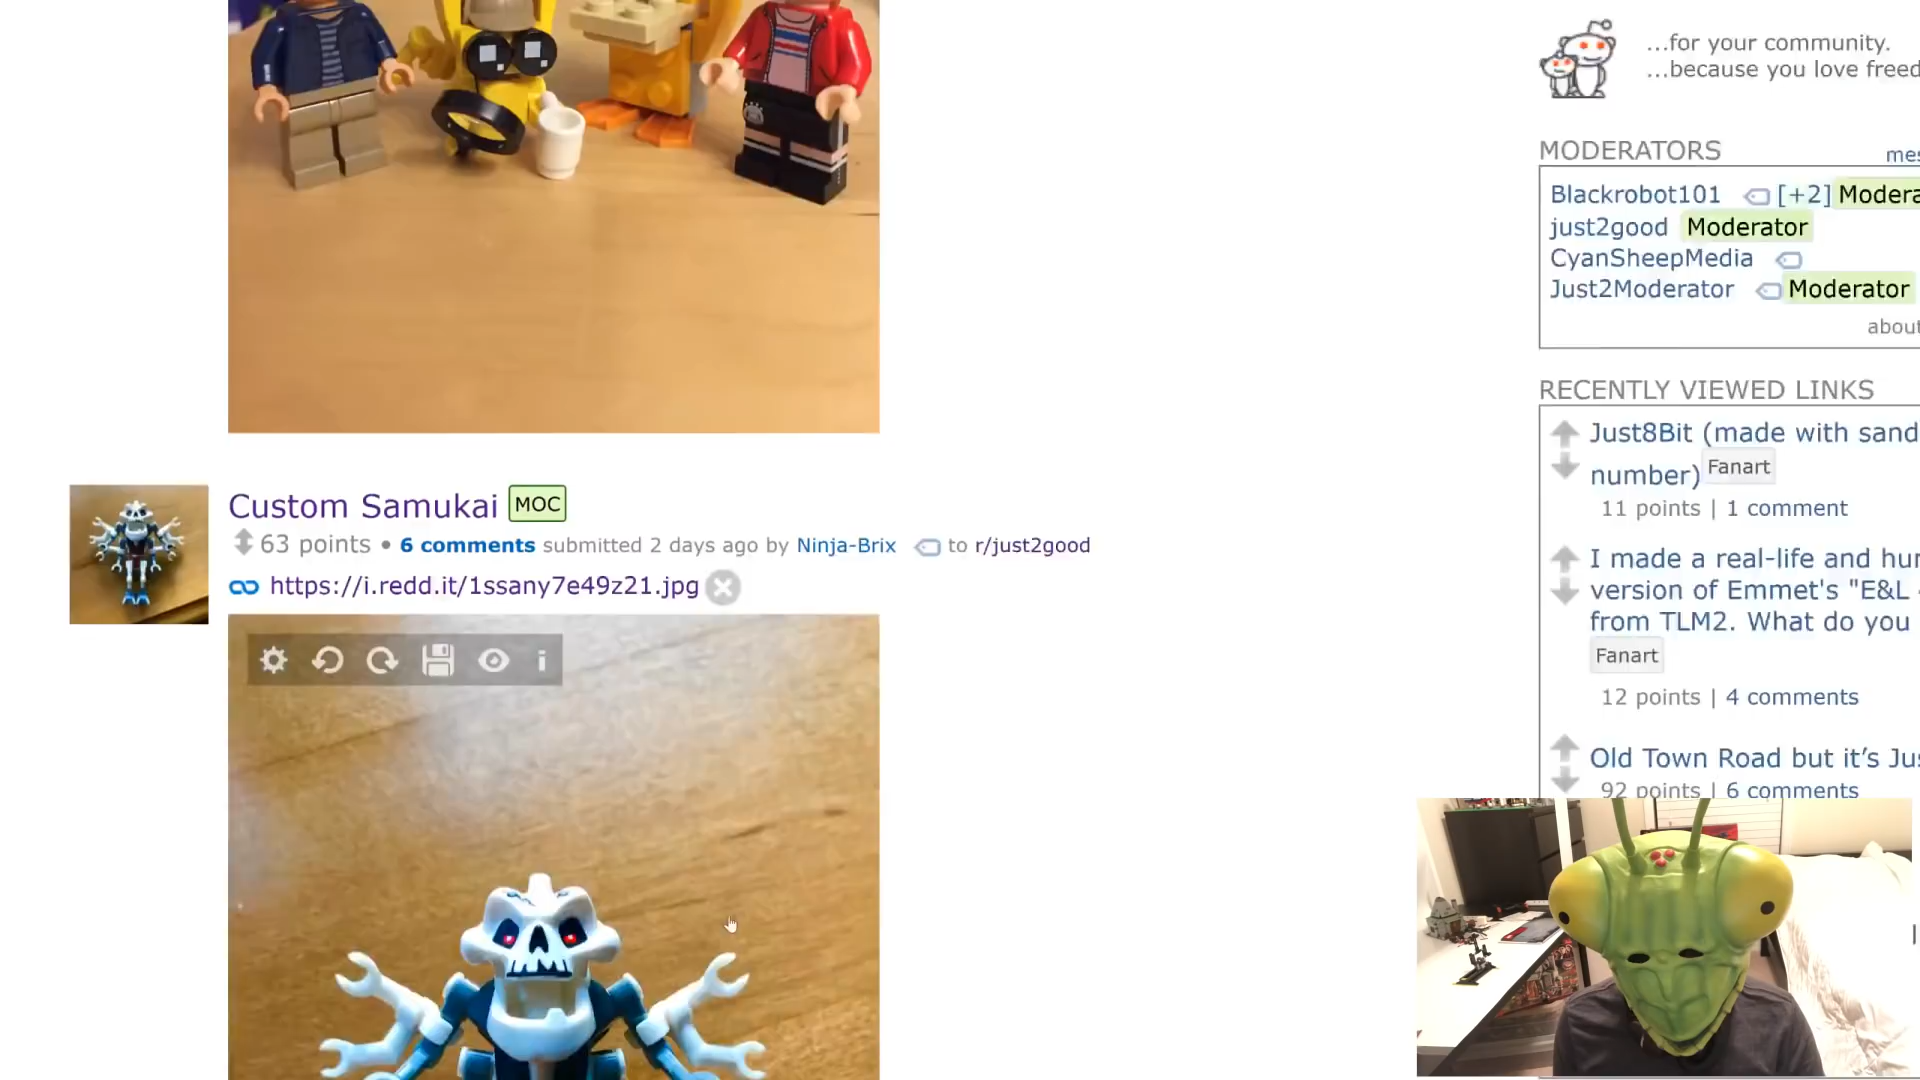 ...for your community.
...because you love freed
MODERATORS
mes
Blackrobot101 [+2] Modera
just2good Moderator
CyanSheepMedia
Just2Moderator Moderator
about
RECENTLY VIEWED LINKS
Just8Bit (made with sand
number) Fanart
11 points | 1 comment
I made a real-life and hur
version of Emmet's "E&L
from TLM2. What do you
Fanart
12 points | 4 comments
Old Town Road but it’s Jus
92 points | 6 comments
Custom Samukai MOC
63 points • 6 comments submitted 2 days ago by Ninja-Brix to r/just2good
https://i.redd.it/1ssany7e49z21.jpg